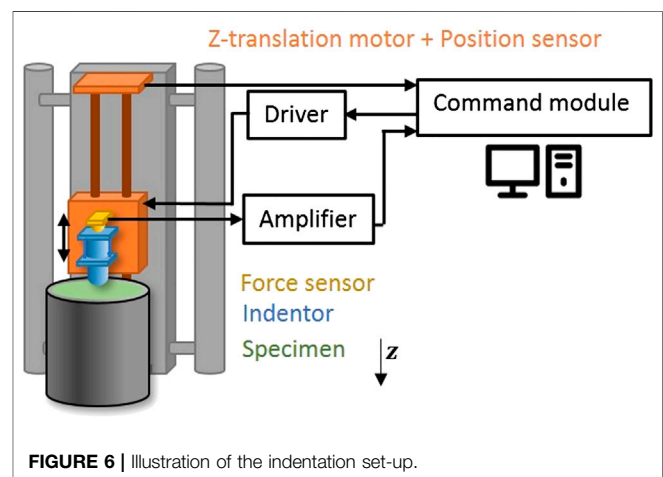 Z-translation motor + Position sensor
Command module
Driver
Amplifier
Force sensor
Indentor
Specimen
z
FIGURE 6 | Illustration of the indentation set-up.